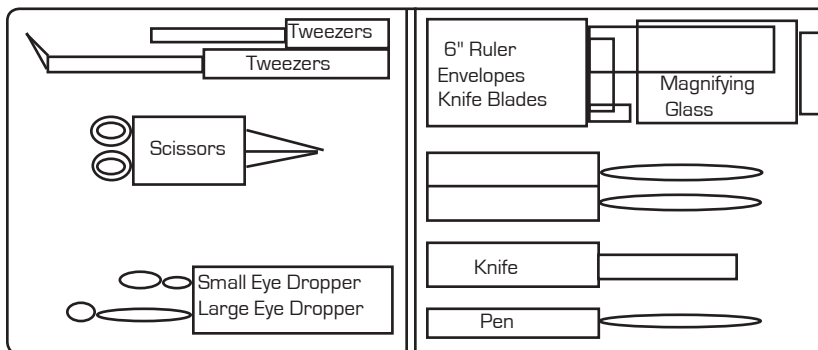 Tweezers
Tweezers
Scissors
Small Eye Dropper
Large Eye Dropper
6" Ruler
Envelopes
Knife Blades
Magnifying
Glass
Knife
Pen